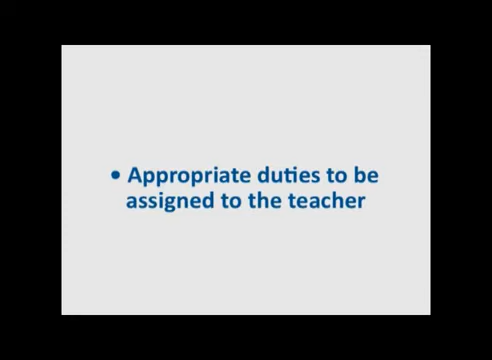 • Appropriate duties to be
assigned to the teacher